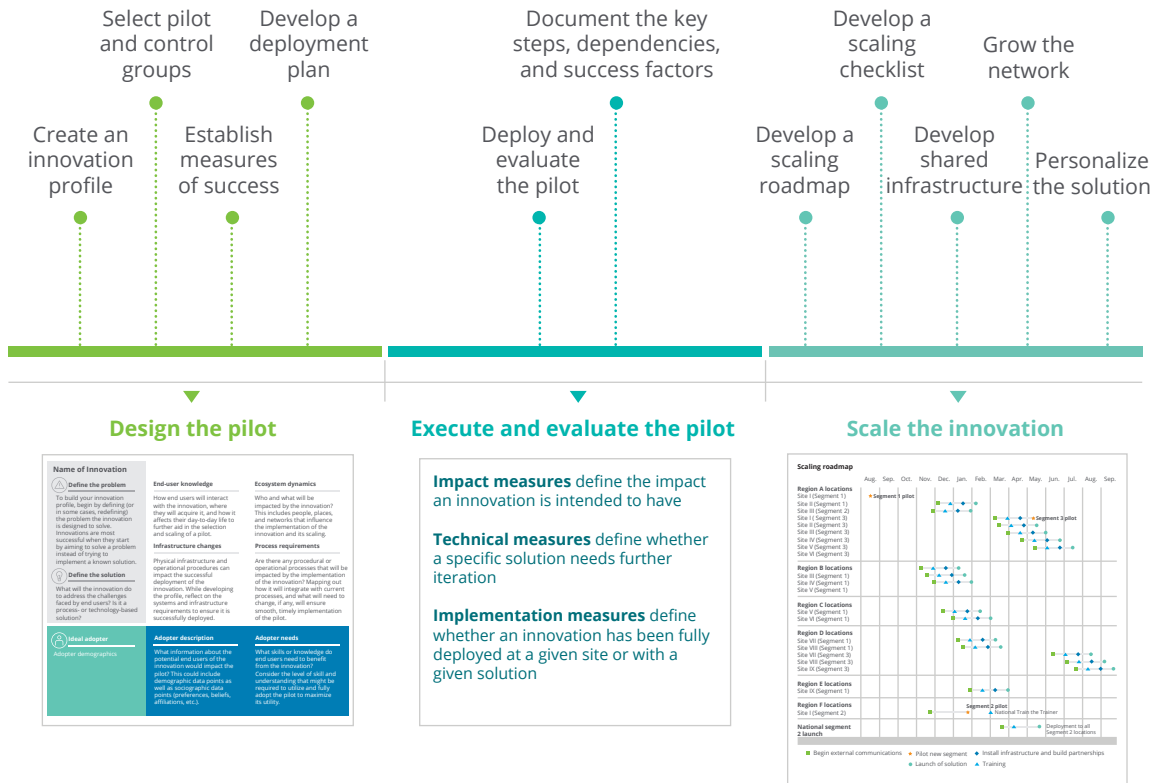 Select pilot
and control
groups
Develop a
deployment
plan
Document the key
steps, dependencies,
and success factors
Develop a
scaling
checklist
Grow the
network
Create an
innovation
profile
Establish
measures
of success
Deploy and
evaluate
the pilot
Develop a
scaling
roadmap
Develop
shared
infrastructure
Personalize
the solution
Design the pilot
Execute and evaluate the pilot
Scale the innovation
Name of Innovation
Define the problem
To build your innovation
profile, begin by defining (or
in some cases, redefining)
the problem the innovation
is designed to solve.
Innovations are most
successful when they start
by aiming to solve a problem
instead of trying to
implement a known solution.
Define the solution
What will the innovation do
to address the challenges
faced by end users? Is it a
process- or technology-based
solution?
End-user knowledge
How end users will interact
with the innovation, where
they will acquire it, and how it
affects their day-to-day life to
further aid in the selection
and scaling of a pilot.
Infrastructure changes
Physical infrastructure and
operational procedures can
impact the successful
deployment of the
innovation. While developing
the profile, reflect on the
systems and infrastructure
requirements to ensure it is
successfully deployed.
Ecosystem dynamics
Who and what will be
impacted by the innovation?
This includes people, places,
and networks that influence
the implementation of the
innovation and its scaling.
Process requirements
Are there any procedural or
operational processes that will be
impacted by the implementation
of the innovation? Mapping out
how it will integrate with current
processes, and what will need to
change, if any, will ensure
smooth, timely implementation
of the pilot.
Ideal adopter
Adopter demographics
Adopter description
What information about the
potential end users of the
innovation would impact the
pilot? This could include
demographic data points as
well as sociographic data
points (preferences, beliefs,
affiliations, etc.).
Adopter needs
What skills or knowledge do
end users need to benefit
from the innovation?
Consider the level of skill and
understanding that might be
required to utilize and fully
adopt the pilot to maximize
its utility.
Impact measures define the impact
an innovation is intended to have
Technical measures define whether
a specific solution needs further
iteration
Implementation measures define
whether an innovation has been fully
deployed at a given site or with a
given solution
Scaling roadmap
Aug. Sep. Oct. Nov. Dec. Jan. Feb. Mar. Apr. May. Jun. Jul. Aug. Sep.
Region A locations
Site I (Segment 1) Segment 1 pilot
Site II (Segment 1)
Site III (Segment 2)
Site I ( Segment 3) Segment 3 pilot
Site II (Segment 3)
Site III (Segment 3)
Site IV (Segment 3)
Site V (Segment 3)
Site VI (Segment 3)
Region B locations
Site III (Segment 1)
Site IV (Segment 1)
Site V (Segment 1)
Region C locations
Site V (Segment 1)
Site VI (Segment 1)
Region D locations
Site VII (Segment 1)
Site VIII (Segment 1)
Site VII (Segment 3)
Site VIII (Segment 3)
Site IX (Segment 3)
Region E locations
Site IX (Segment 1)
Region F locations
Segment 2 pilot
Site I (Segment 2) National Train the Trainer
National segment
2 launch
Deployment to all
Segment 2 locations
Begin external communications Pilot new segment Install infrastructure and build partnerships
Launch of solution Training